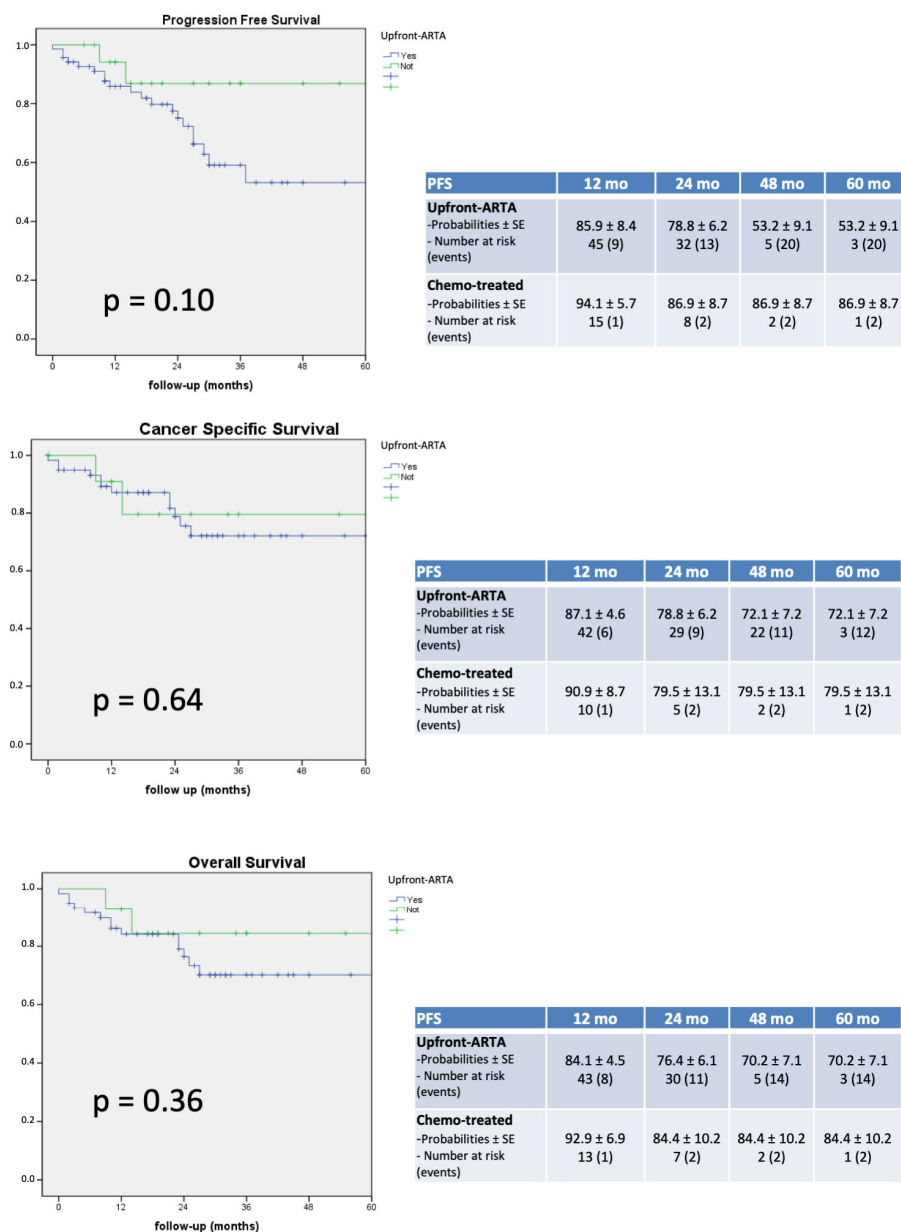 Progression Free Survival
Upfront-ARTA
Yes
Not
1.0
0.8
0.6
0.4
0.2
0.0
p = 0.10
0 12 24 36 48 60
follow-up (months)
PFS 12 mo 24 mo 48 mo 60 mo
Upfront-ARTA
-Probabilities ± SE 85.9 ± 8.4 78.8 ± 6.2 53.2 ± 9.1 53.2 ± 9.1
- Number at risk 45 (9) 32 (13) 5 (20) 3 (20)
(events)
Chemo-treated
-Probabilities ± SE 94.1 ± 5.7 86.9 ± 8.7 86.9 ± 8.7 86.9 ± 8.7
- Number at risk 15 (1) 8 (2) 2 (2) 1 (2)
(events)
Cancer Specific Survival
Upfront-ARTA
Yes
Not
1.0
0.8
0.6
0.4
0.2
0.0
p = 0.64
0 12 24 36 48 60
follow up (months)
PFS 12 mo 24 mo 48 mo 60 mo
Upfront-ARTA
-Probabilities ± SE 87.1 ± 4.6 78.8 ± 6.2 72.1 ± 7.2 72.1 ± 7.2
- Number at risk 42 (6) 29 (9) 22 (11) 3 (12)
(events)
Chemo-treated
-Probabilities ± SE 90.9 ± 8.7 79.5 ± 13.1 79.5 ± 13.1 79.5 ± 13.1
- Number at risk 10 (1) 5 (2) 2 (2) 1 (2)
(events)
Overall Survival
Upfront-ARTA
Yes
Not
1.0
0.8
0.6
0.4
0.2
0.0
p = 0.36
0 12 24 36 48 60
follow-up (months)
PFS 12 mo 24 mo 48 mo 60 mo
Upfront-ARTA
-Probabilities ± SE 84.1 ± 4.5 76.4 ± 6.1 70.2 ± 7.1 70.2 ± 7.1
- Number at risk 43 (8) 30 (11) 5 (14) 3 (14)
(events)
Chemo-treated
-Probabilities ± SE 92.9 ± 6.9 84.4 ± 10.2 84.4 ± 10.2 84.4 ± 10.2
- Number at risk 13 (1) 7 (2) 2 (2) 1 (2)
(events)